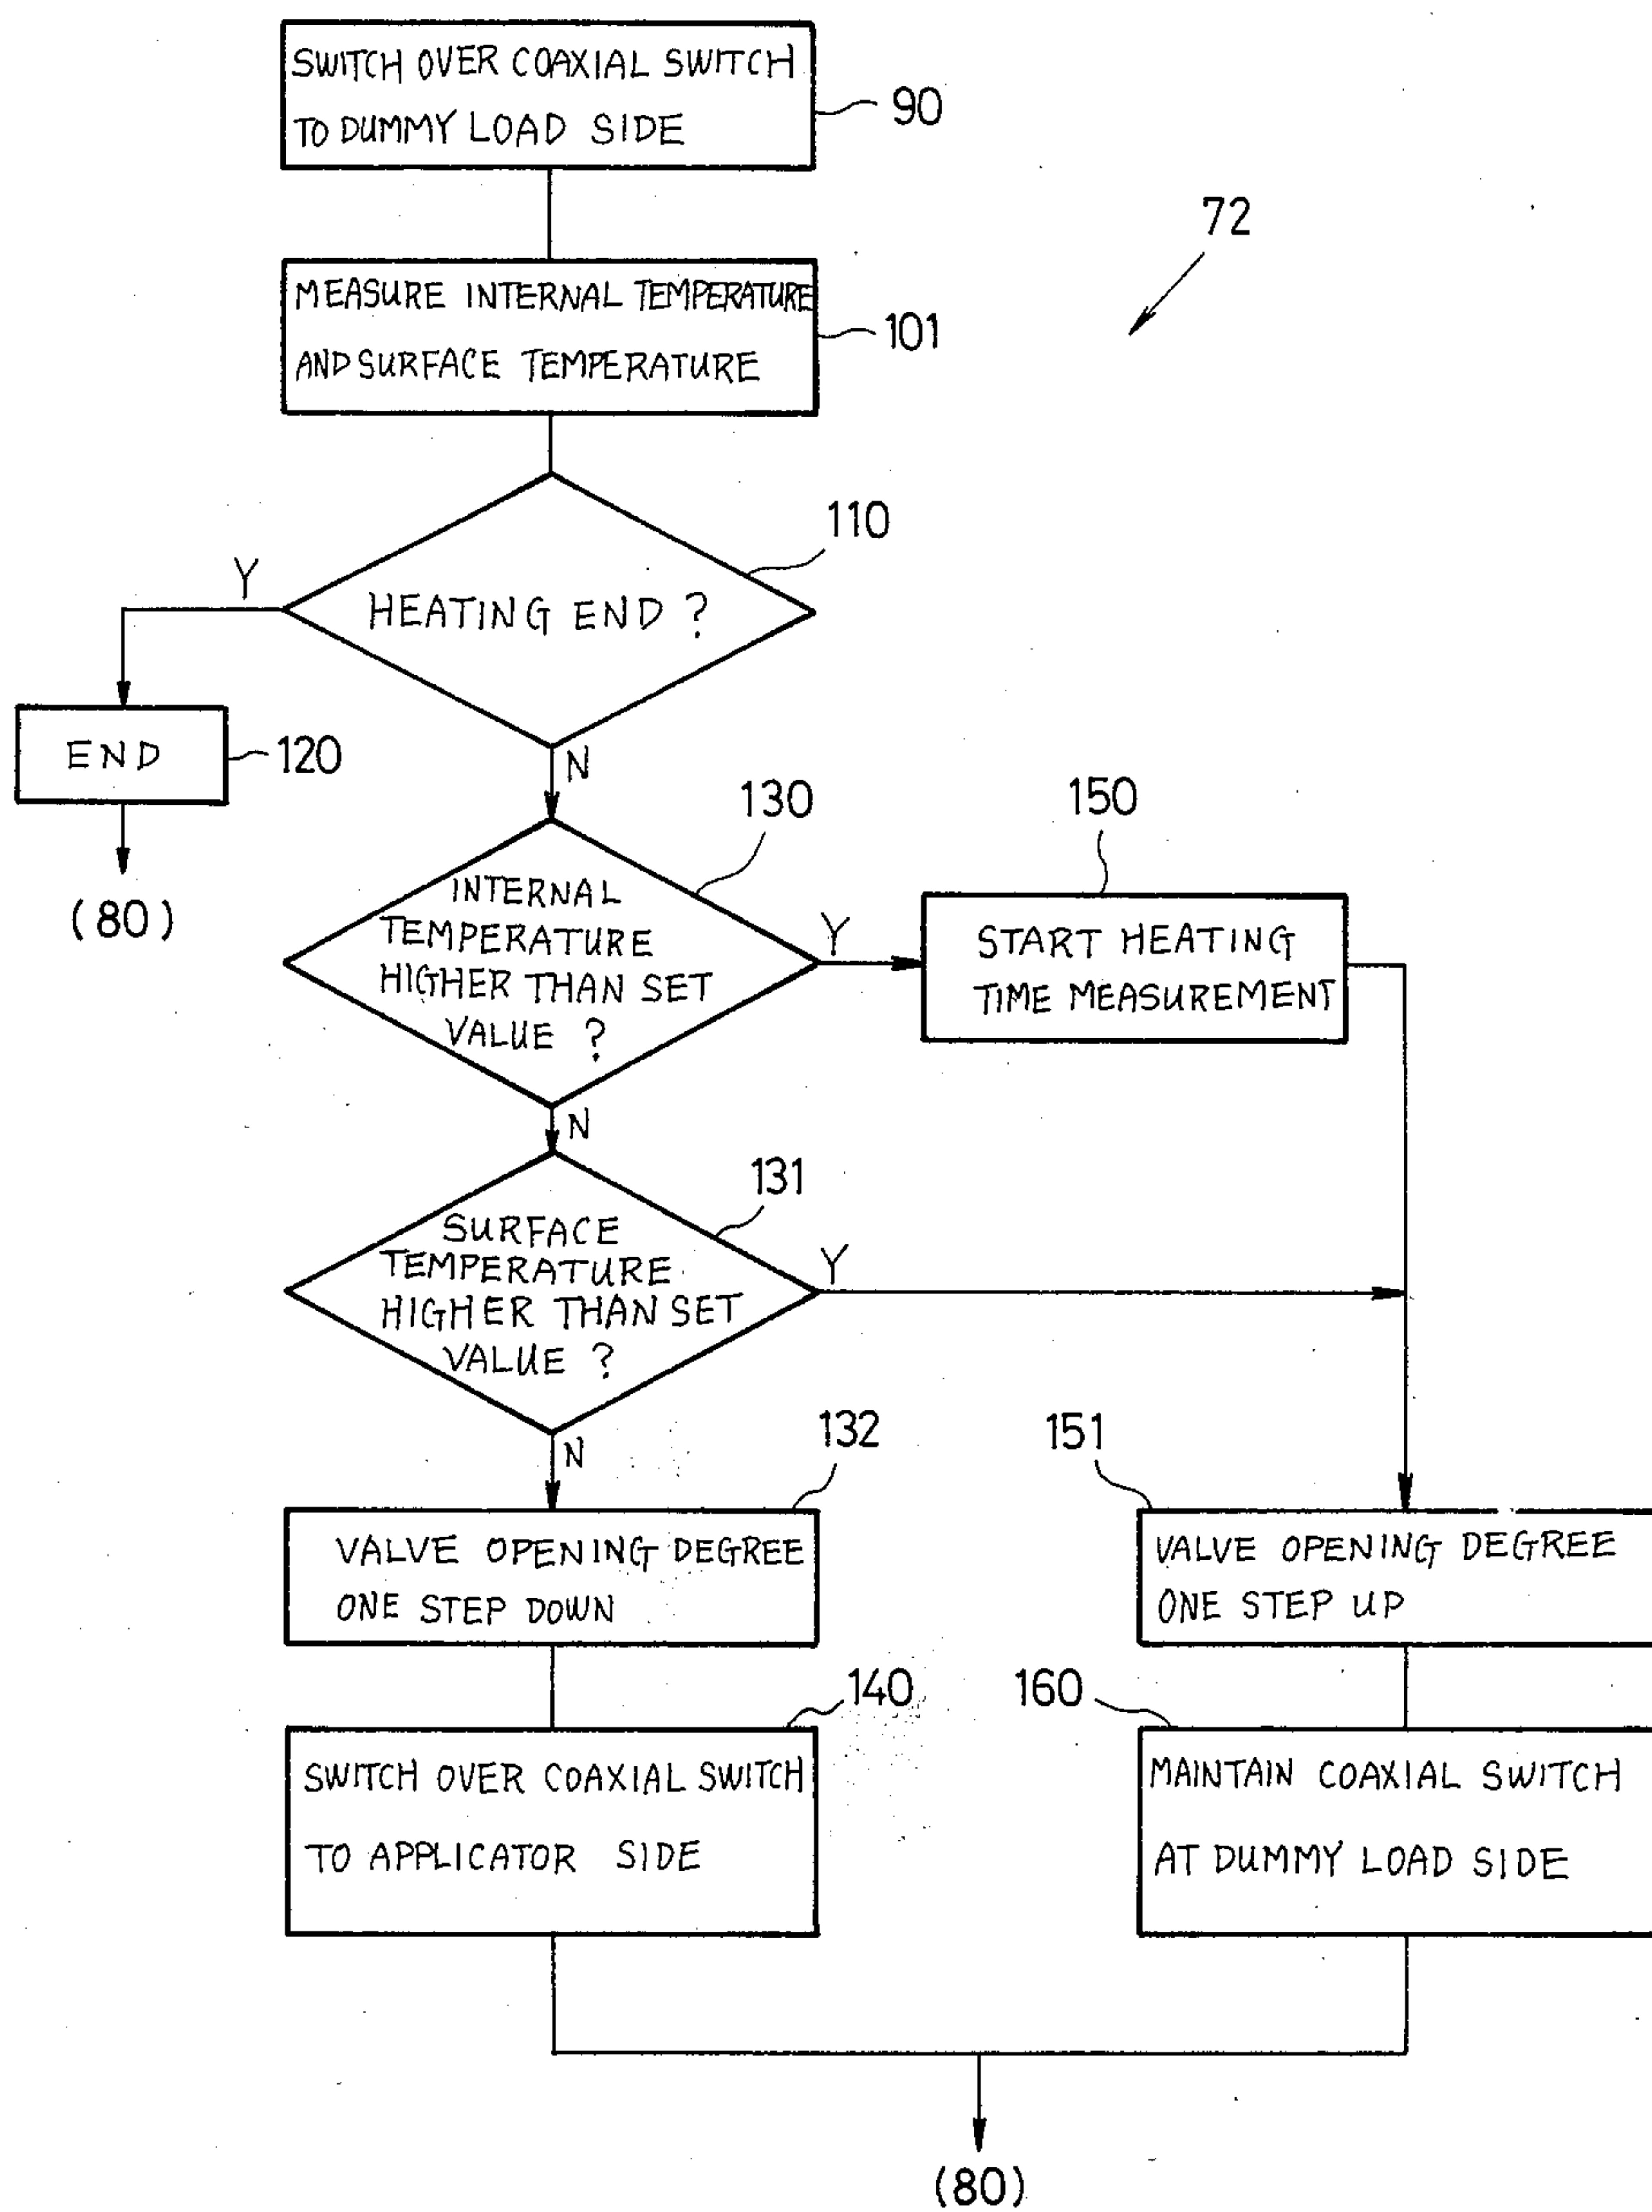 SWITCH OVER COAXIAL SWITCH
TO DUMMY LOAD SIDE
90
72
MEASURE INTERNAL TEMPERATURE
AND SURFACE TEMPERATURE
101
110
Y
HEATING END ?
END
120
N
(80)
130
150
INTERNAL
TEMPERATURE
HIGHER THAN SET
VALUE ?
Y
START HEATING
TIME MEASUREMENT
N
131
SURFACE
TEMPERATURE
HIGHER THAN SET
VALUE ?
Y
N
132
151
VALVE OPENING DEGREE
ONE STEP DOWN
VALVE OPENING DEGREE
ONE STEP UP
140
160
SWITCH OVER COAXIAL SWITCH
TO APPLICATOR SIDE
MAINTAIN COAXIAL SWITCH
AT DUMMY LOAD SIDE
(80)